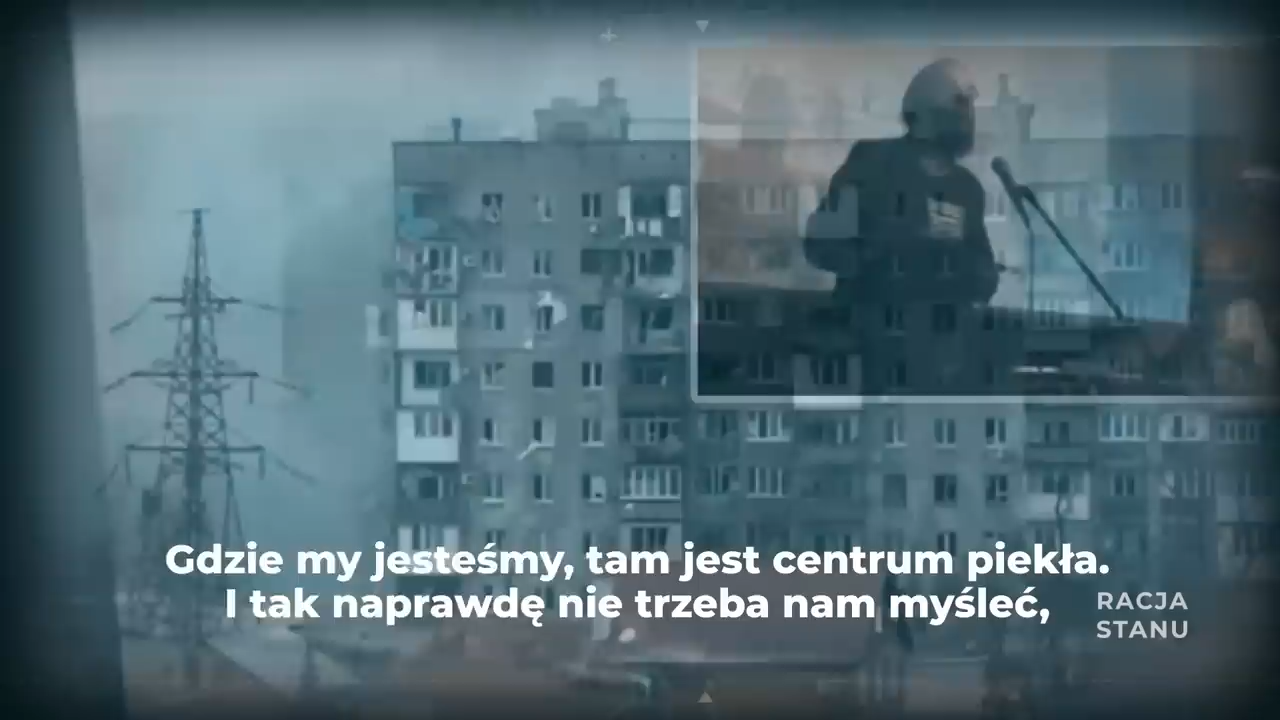 Gdzie my jesteśmy, tam jest centrum piekła.
I tak naprawdę nie trzeba nam myśleć,
RACJA
STANU